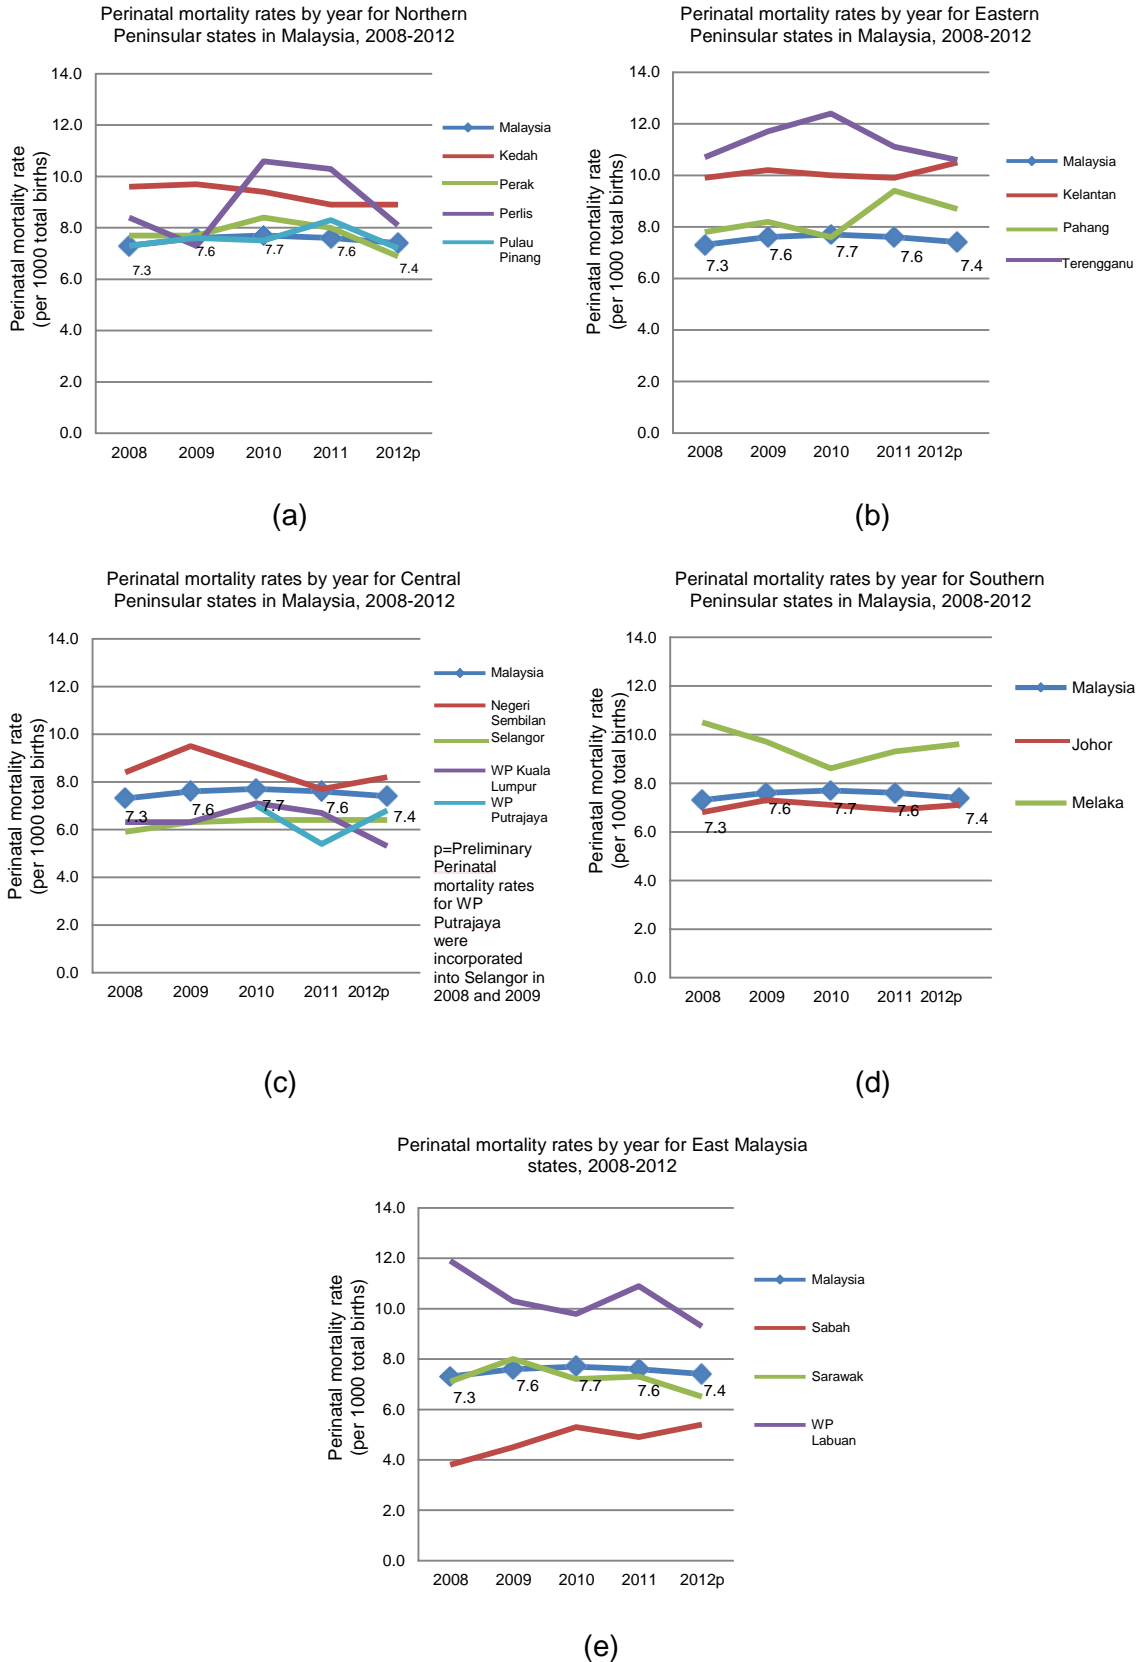 Perinatal mortality rates by year for Northern
Peninsular states in Malaysia, 2008-2012
Perinatal mortality rate
(per 1000 total births)
14.0
12.0
10.0
8.0
6.0
4.0
2.0
0.0
7.3
7.6
7.7
7.6
7.4
2008
2009
2010
2011
2012p
Malaysia
Kedah
Perak
Perlis
Pulau
Pinang
(a)
Perinatal mortality rates by year for Eastern
Peninsular states in Malaysia, 2008-2012
Perinatal mortality rate
(per 1000 total births)
14.0
12.0
10.0
8.0
6.0
4.0
2.0
0.0
7.3
7.6
7.7
7.6
7.4
2008
2009
2010
2011
2012p
Malaysia
Kelantan
Pahang
Terengganu
(b)
Perinatal mortality rates by year for Central
Peninsular states in Malaysia, 2008-2012
Perinatal mortality rate
(per 1000 total births)
14.0
12.0
10.0
8.0
6.0
4.0
2.0
0.0
7.3
7.6
7.7
7.6
7.4
2008
2009
2010
2011
2012p
Malaysia
Negeri
Sembilan
Selangor
WP Kuala
Lumpur
WP
Putrajaya
p=Preliminary
Perinatal
mortality rates
for WP
Putrajaya
were
incorporated
into Selangor in
2008 and 2009
(c)
Perinatal mortality rates by year for Southern
Peninsular states in Malaysia, 2008-2012
Perinatal mortality rate
(per 1000 total births)
14.0
12.0
10.0
8.0
6.0
4.0
2.0
0.0
7.3
7.6
7.7
7.6
7.4
2008
2009
2010
2011
2012p
Malaysia
Johor
Melaka
(d)
Perinatal mortality rates by year for East Malaysia
states, 2008-2012
Perinatal mortality rate
(per 1000 total births)
14.0
12.0
10.0
8.0
6.0
4.0
2.0
0.0
7.3
7.6
7.7
7.6
7.4
2008
2009
2010
2011
2012p
Malaysia
Sabah
Sarawak
WP
Labuan
(e)